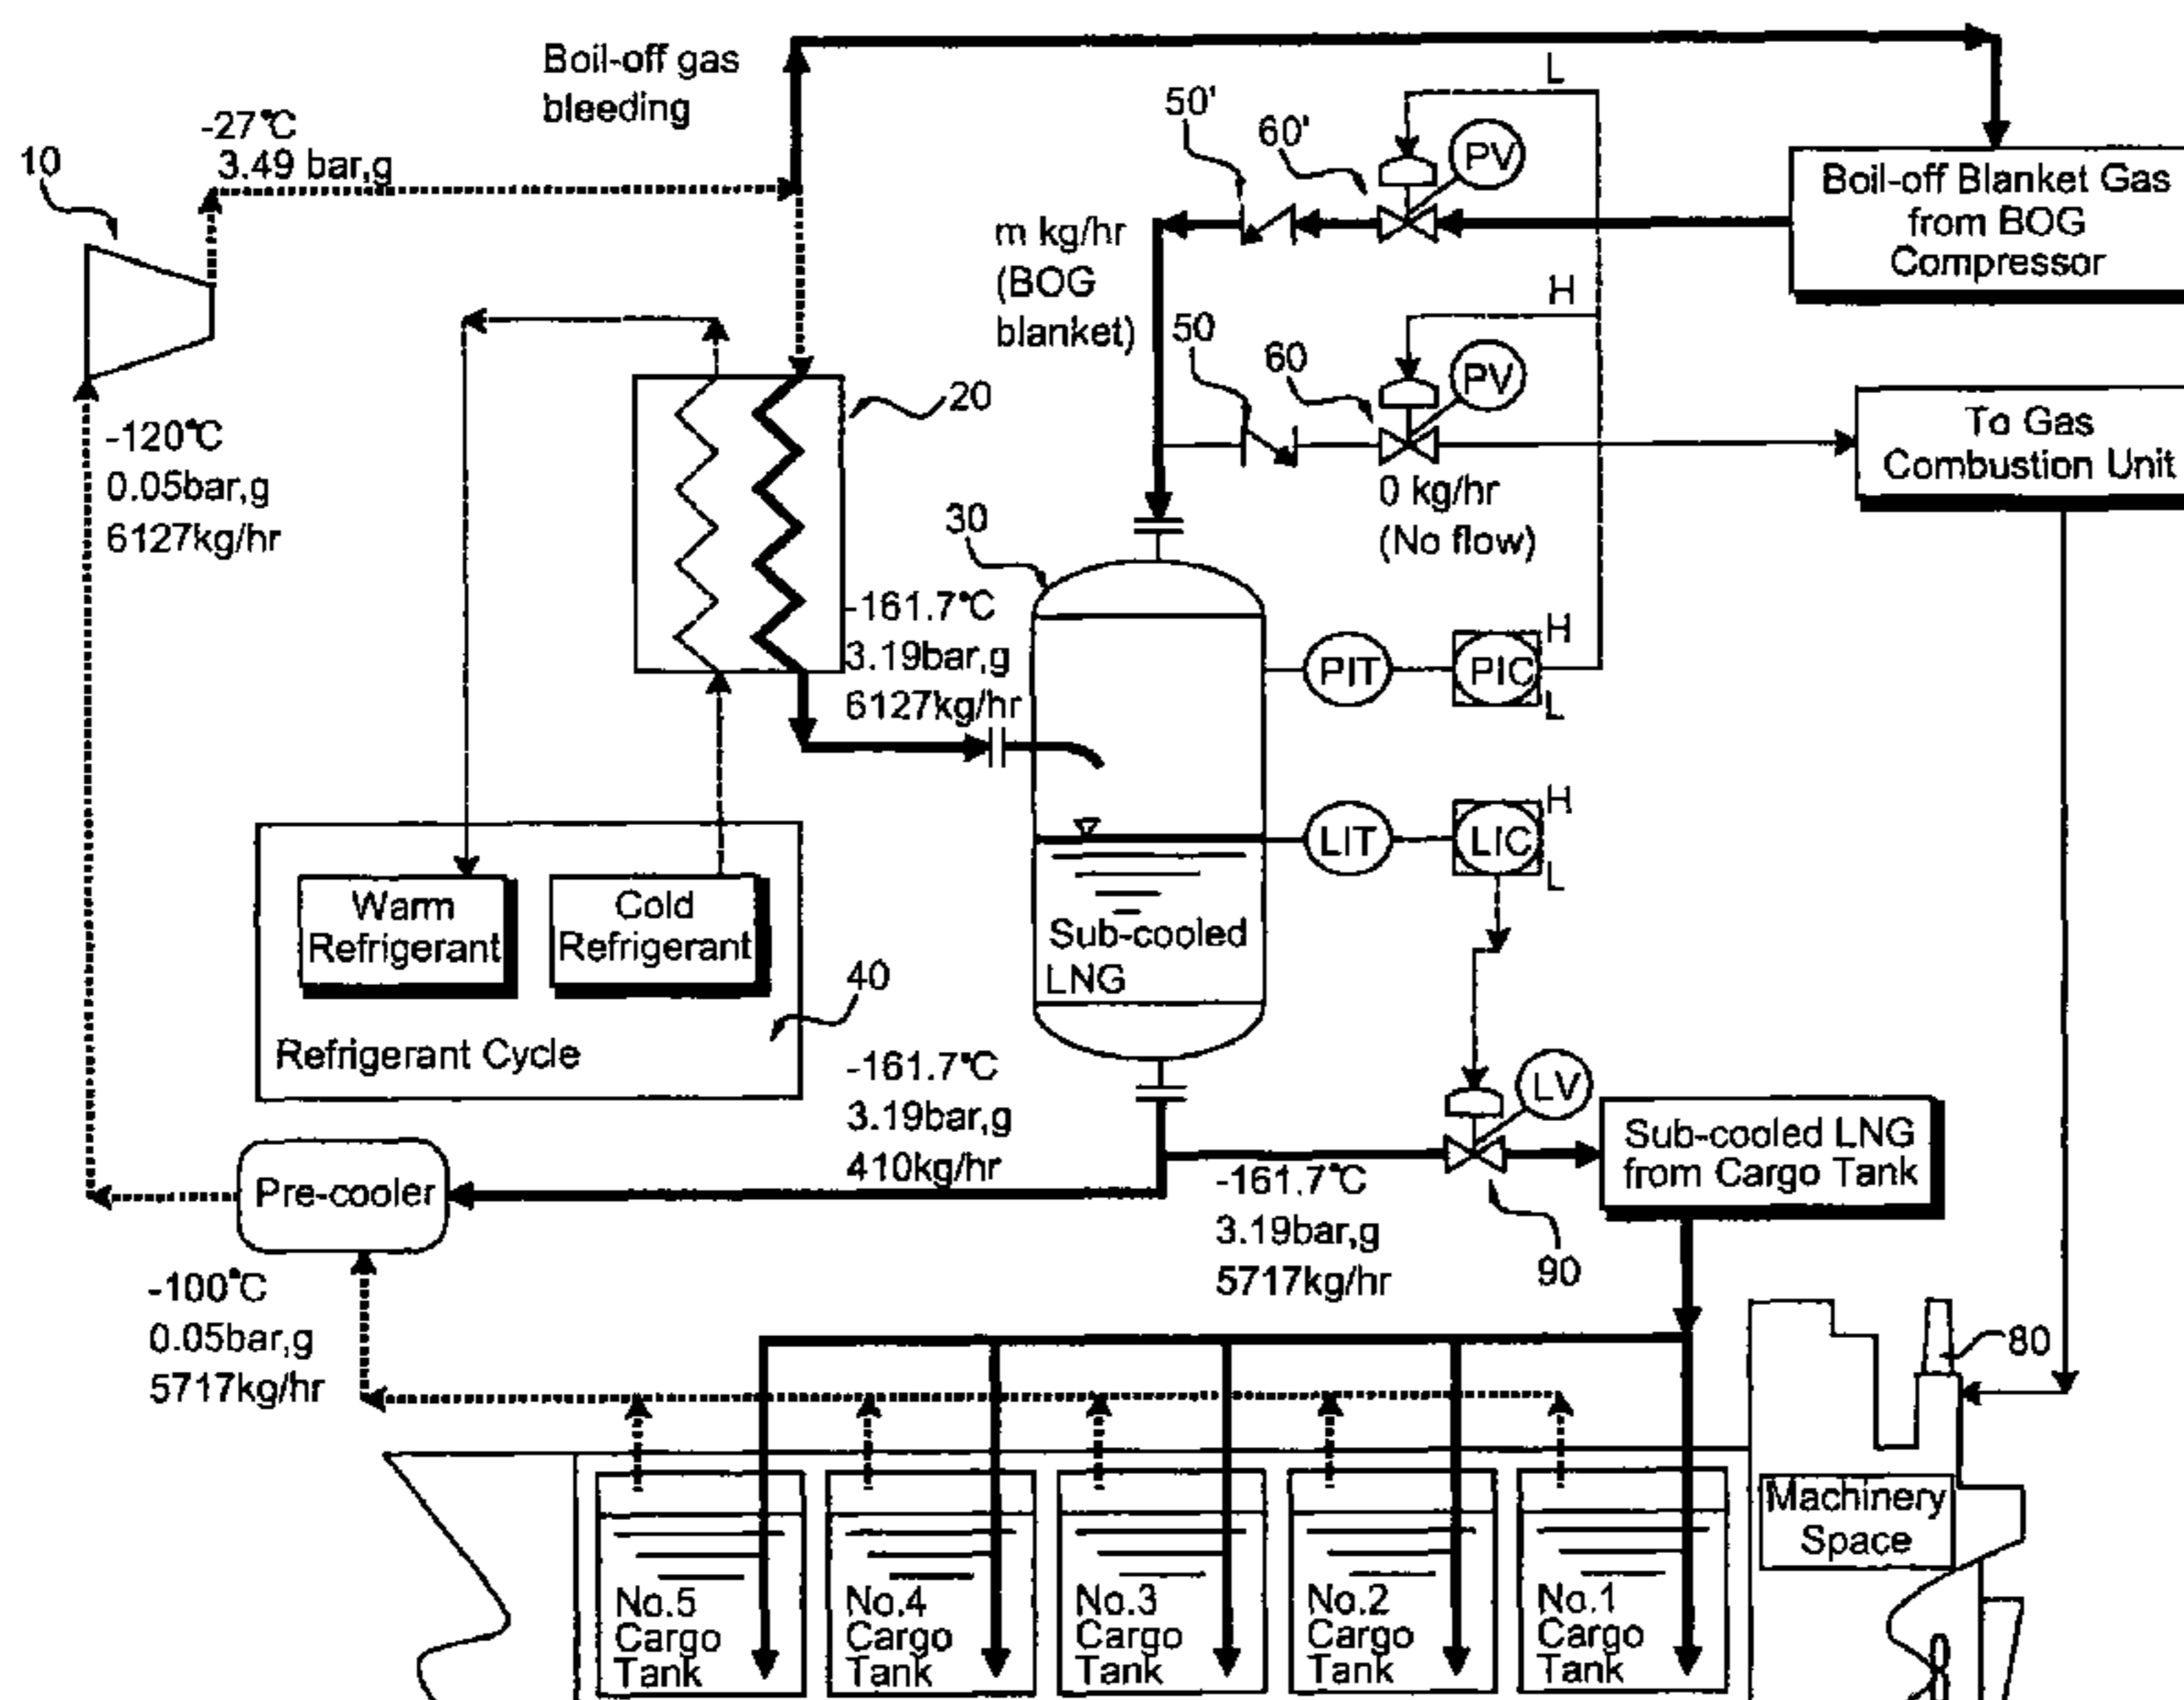 Boil-off gas
bleeding
-27°C
3.49 bar,g
10
L
50'
60'
PV
Boil-off Blanket Gas
from BOG
Compressor
m kg/hr
(BOG
blanket)
H
50
60
PV
To Gas
Combustion Unit
0 kg/hr
(No flow)
20
-120°C
0.05bar,g
6127kg/hr
30
-161.7°C
3.19bar,g
6127kg/hr
PIT
PIC
H
L
LIT
LIC
H
L
Warm
Refrigerant
Cold
Refrigerant
Refrigerant Cycle
40
Sub-cooled
LNG
-161.7°C
3.19bar,g
410kg/hr
LV
Sub-cooled LNG
from Cargo Tank
Pre-cooler
-161.7°C
3.19bar,g
5717kg/hr
90
-100°C
0.05bar,g
5717kg/hr
80
Machinery
Space
No.5
Cargo
Tank
No.4
Cargo
Tank
No.3
Cargo
Tank
No.2
Cargo
Tank
No.1
Cargo
Tank